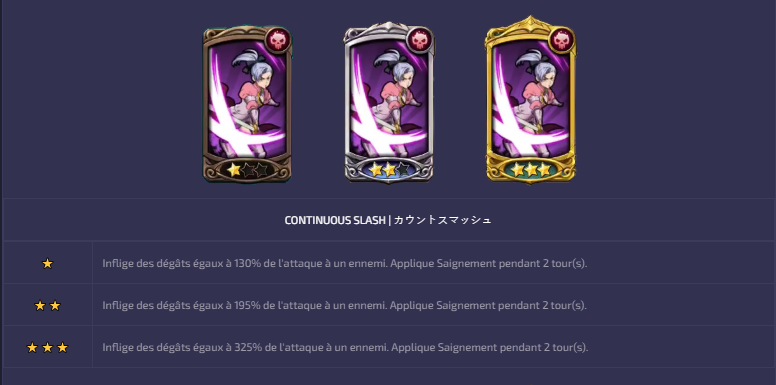 CONTINUOUS SLASH | カウントスマッシュ
Inflige des dégâts égaux à 130% de l'attaque à un ennemi. Applique Saignement pendant 2 tour(s).
Inflige des dégâts égaux à 195% de l'attaque à un ennemi. Applique Saignement pendant 2 tour(s).
Inflige des dégâts égaux à 325% de l'attaque à un ennemi. Applique Saignement pendant 2 tour(s).